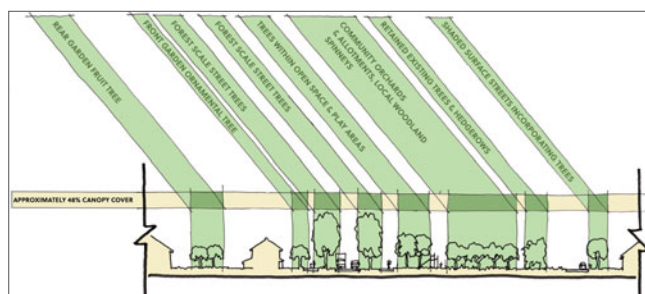 REAR GARDEN FRUIT TREE
FRONT GARDEN ORNAMENTAL TREE
FOREST SCALE STREET TREES
FOREST SCALE STREET TREES
TREES WITHIN OPEN SPACE & PLAY AREAS
COMMUNITY ORCHARDS
& ALLOTMENTS, LOCAL WOODLAND
SPINNEYS
RETAINED EXISTING TREES & HEDGEROWS
SHADED SURFACE STREETS INCORPORATING TREES
APPROXIMATELY 48% CANOPY COVER